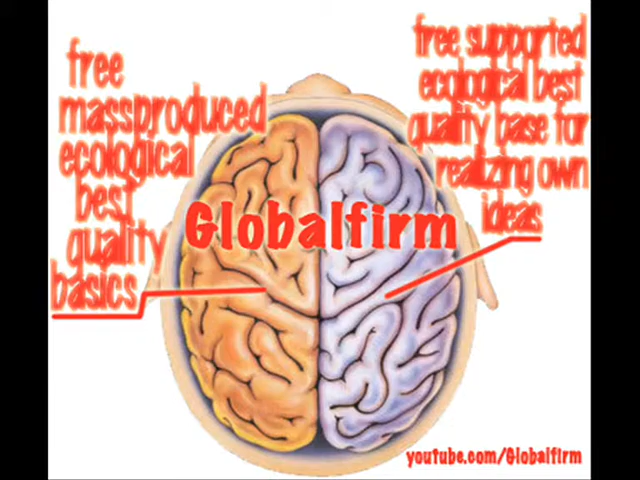 free
massproduced
ecological
best
quality
basics
free supported
ecological best
quality base for
realizing own
ideas
Globalfirm
youtube.com/Globalfirm